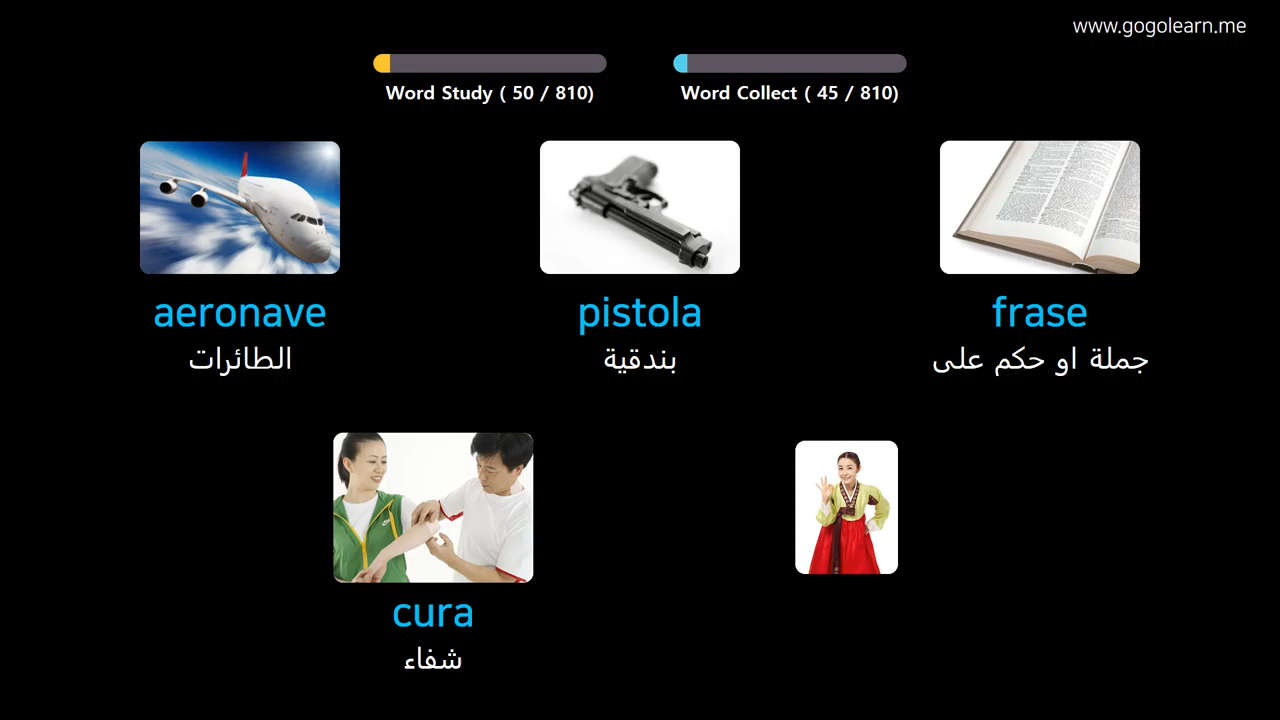 www.gogolearn.me
Word Study ( 50 / 810)
Word Collect ( 45 / 810)
aeronave
الطائرات
pistola
بندقية
frase
جملة او حكم على
cura
شفاء